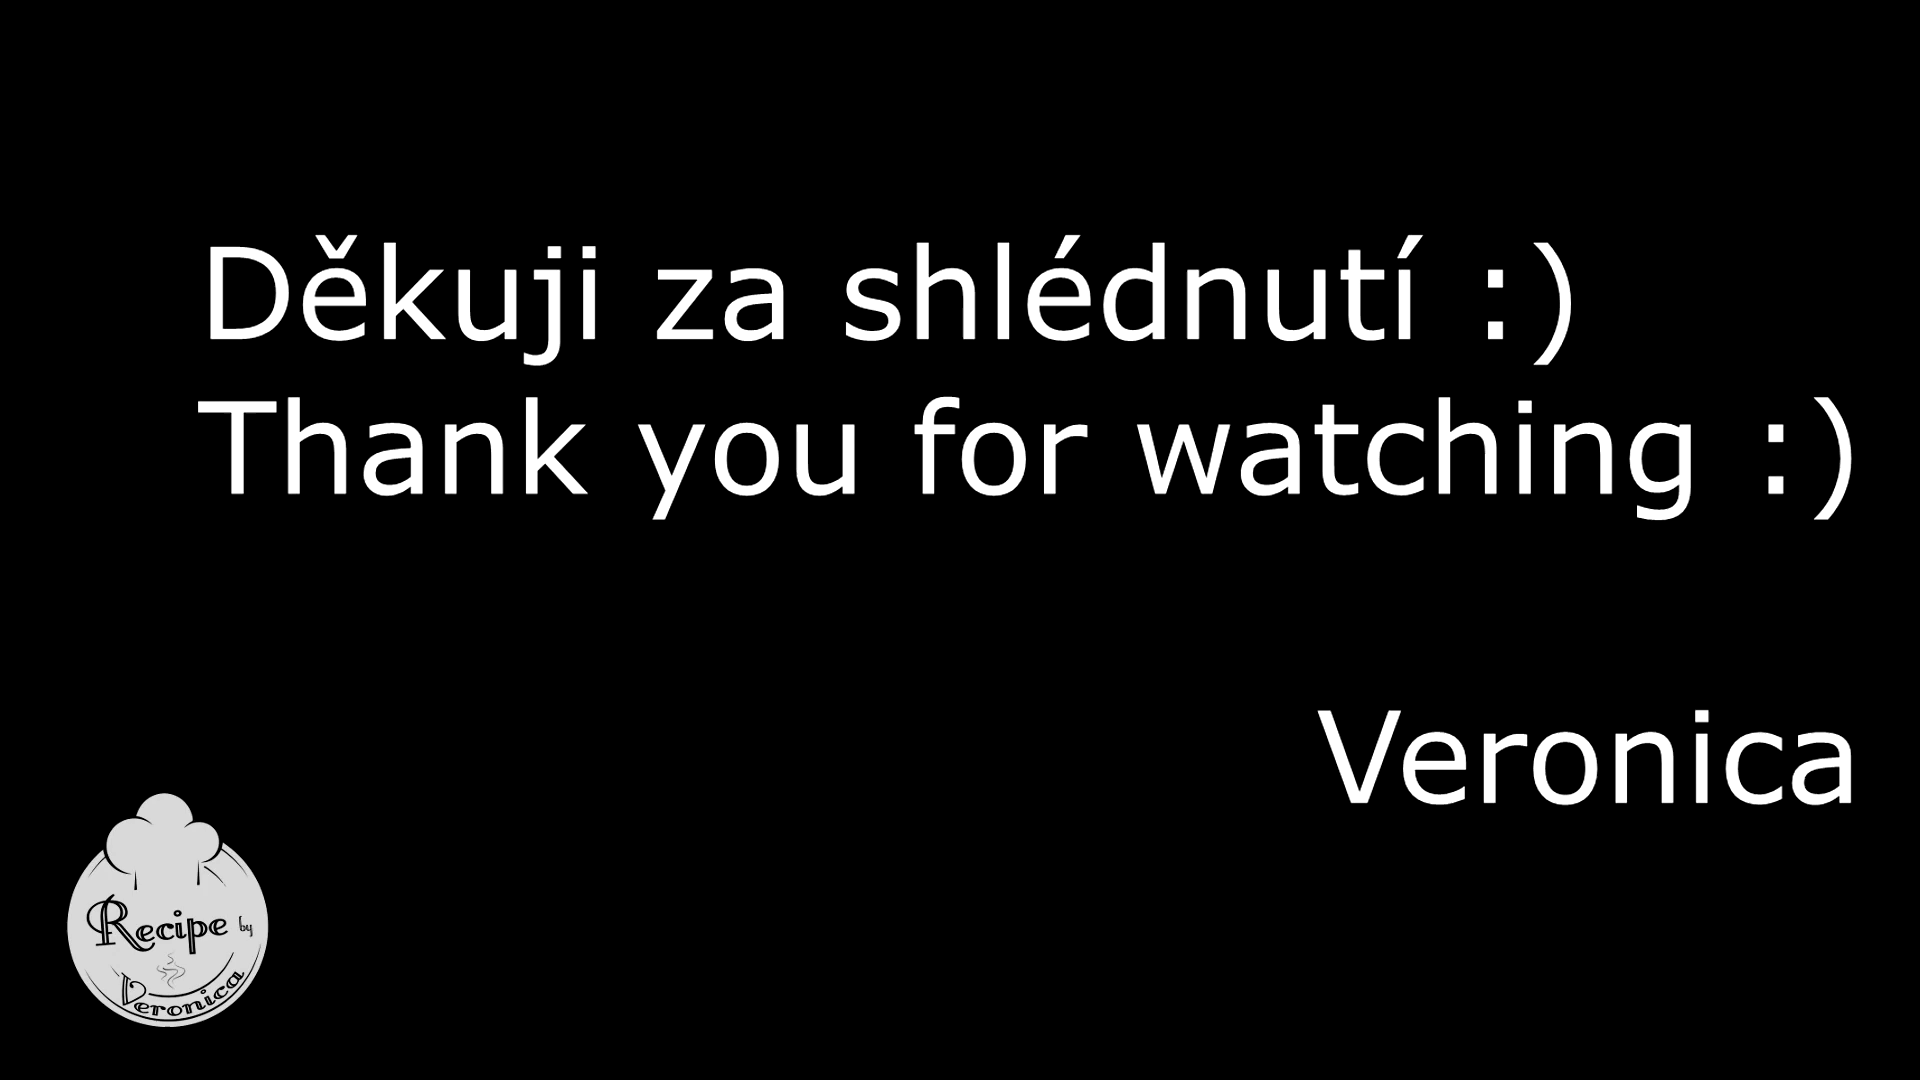 Děkuji za shlédnutí :)
Thank you for watching :)
Veronica
Recipe by
Veronica